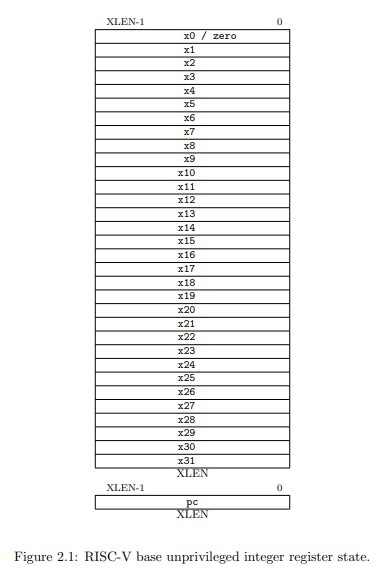 XLEN-1 0
x0 / zero
x1
x2
x3
x4
x5
x6
x7
x8
x9
x10
x11
x12
x13
x14
x15
x16
x17
x18
x19
x20
x21
x22
x23
x24
x25
x26
x27
x28
x29
x30
x31
XLEN
XLEN-1 0
pc
XLEN
Figure 2.1: RISC-V base unprivileged integer register state.